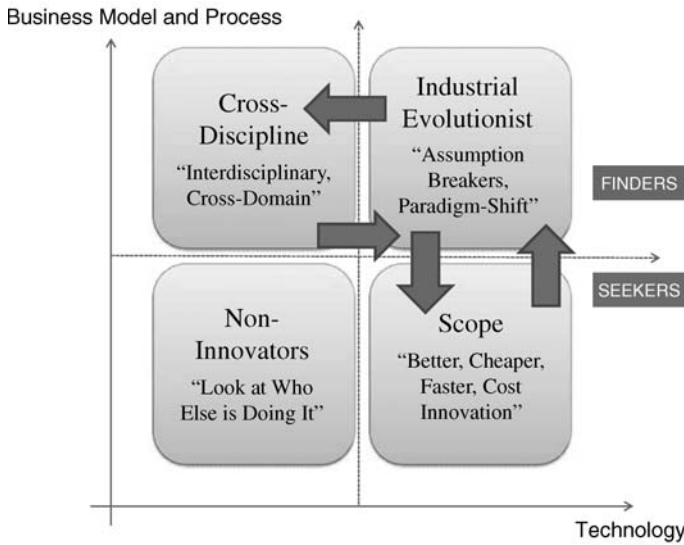 Business Model and Process
Cross-
Discipline
“Interdisciplinary,
Cross-Domain”
Industrial
Evolutionist
“Assumption
Breakers,
Paradigm-Shift”
FINDERS
SEEKERS
Non-
Innovators
“Look at Who
Else is Doing It”
Scope
“Better, Cheaper,
Faster, Cost
Innovation”
Technology